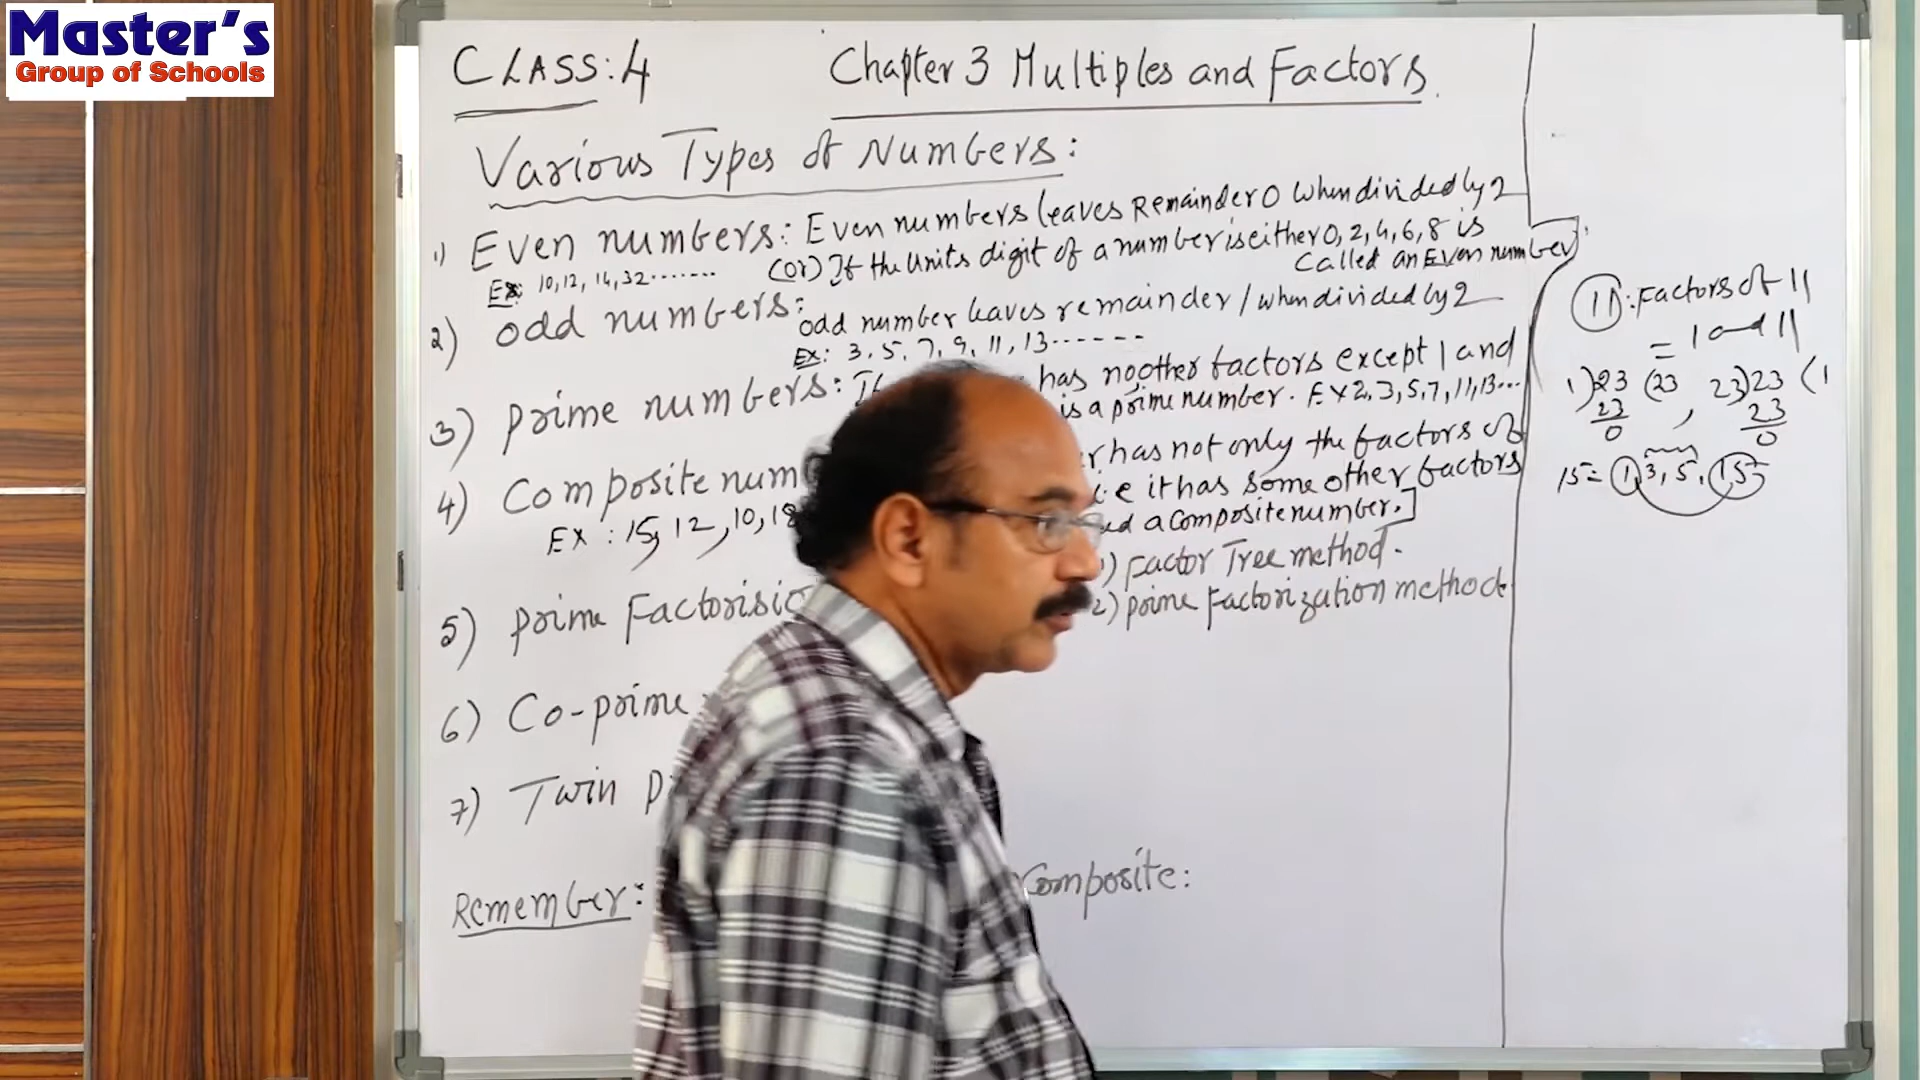 Master's
Group of Schools
CLASS: 4
Chapter 3 Multiples and Factors.
Various Types of Numbers:
1) Even numbers: Even numbers leaves Remainder 0 when divided by 2
(or) If the units digit of a number is either 0, 2, 4, 6, 8 is
called an Even number
Ex: 10, 12, 14, 32.......
2) odd numbers: odd number leaves remainder 1 when divided by 2
Ex: 3, 5, 7, 9, 11, 13......
3) prime numbers: If has no other factors except 1 and
is a prime number. Ex 2, 3, 5, 7, 11, 13...
4) Composite num r has not only the factors of
i.e it has some other factors
a Composite number.]
Ex: 15, 12, 10, 18
5) prime Factorisio 1) Factor Tree method.
2) prime Factorization method.
6) Co-prime
7) Twin p
Remember: Composite:
11: Factors of 11
= 1 and 11
1) 23 (23 , 23) 23 (1
23 23
0 0
15 = 1, 3, 5, 15